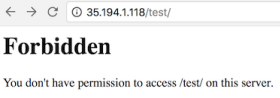 35.194.1.118/test/
Forbidden
You don't have permission to access /test/ on this server.